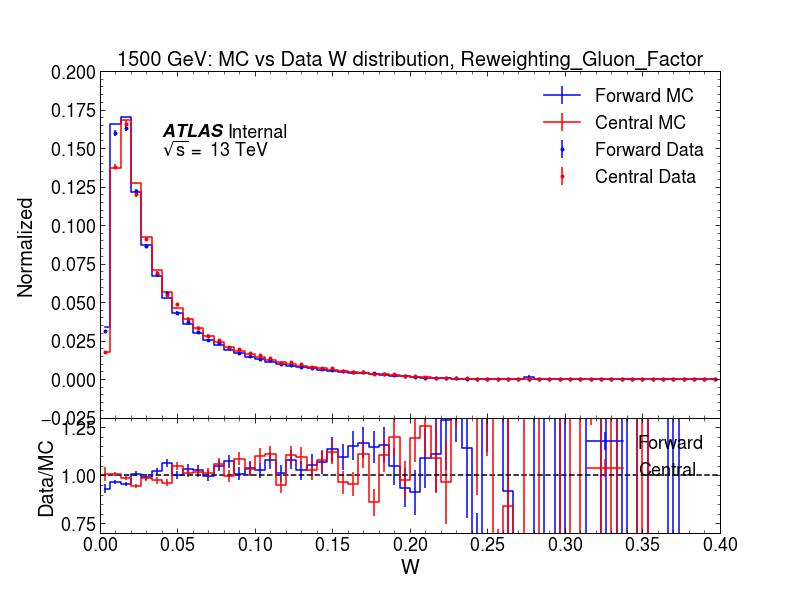 1500 GeV: MC vs Data W distribution, Reweighting_Gluon_Factor
0.200
0.175
0.150
0.125
0.100
0.075
0.050
0.025
0.000
−0.025
Normalized
ATLAS Internal
√s = 13 TeV
Forward MC
Central MC
Forward Data
Central Data
1.25
1.00
0.75
Data/MC
Forward
Central
0.00 0.05 0.10 0.15 0.20 0.25 0.30 0.35 0.40
W